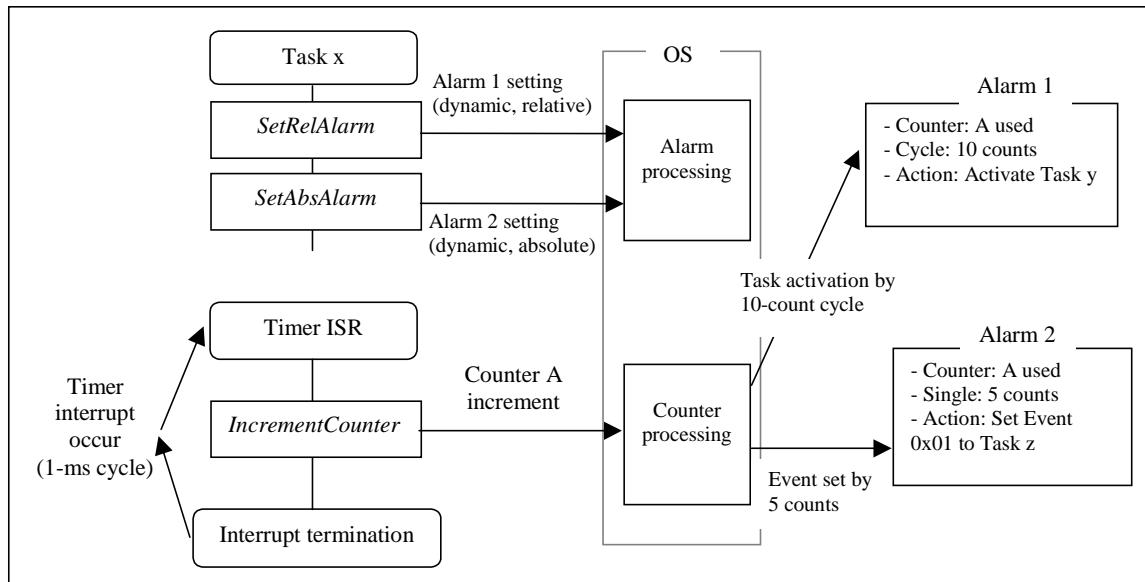 Task x
SetRelAlarm
SetAbsAlarm
Alarm 1 setting
(dynamic, relative)
Alarm 2 setting
(dynamic, absolute)
OS
Alarm
processing
Alarm 1
- Counter: A used
- Cycle: 10 counts
- Action: Activate Task y
Task activation by
10-count cycle
Timer ISR
IncrementCounter
Interrupt termination
Timer
interrupt
occur
(1-ms cycle)
Counter A
increment
Counter
processing
Event set by
5 counts
Alarm 2
- Counter: A used
- Single: 5 counts
- Action: Set Event
0x01 to Task z